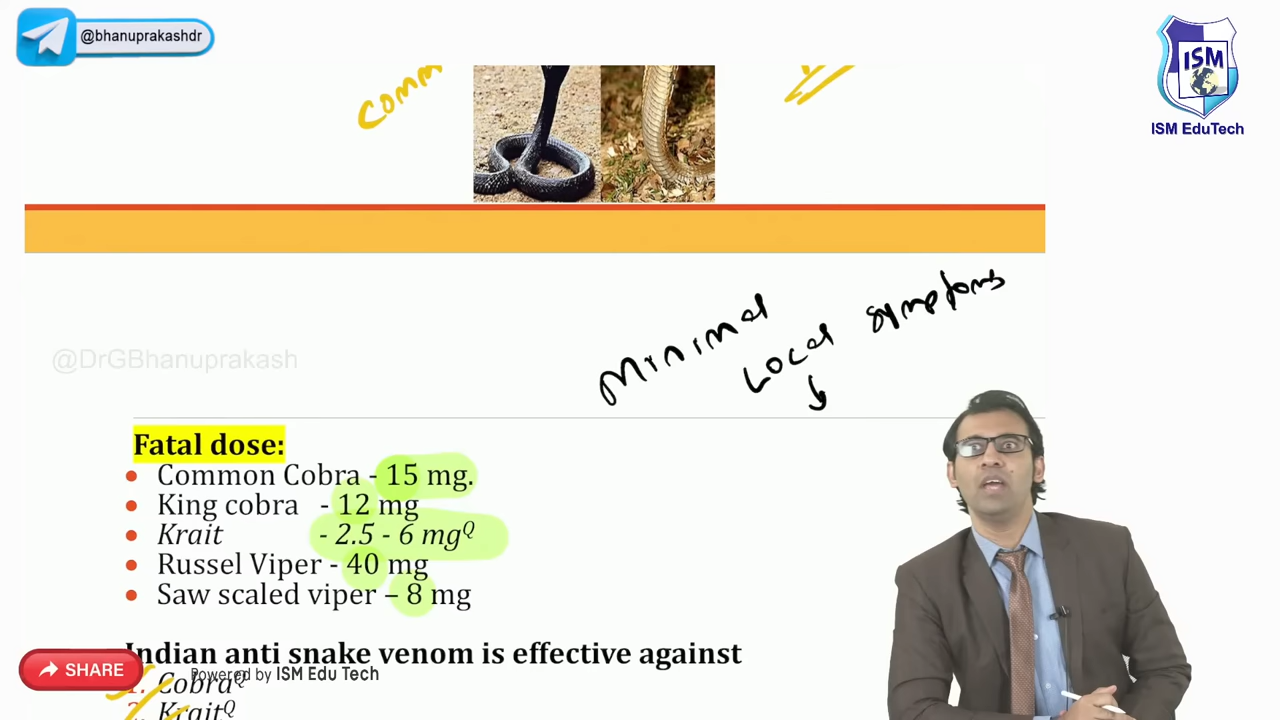 @bhanuprakashdr
ISM
ISM EduTech
Comm
Minimal Local symptoms
@DrGBhanuprakash
Fatal dose:
• Common Cobra - 15 mg.
• King cobra - 12 mg
• Krait - 2.5 - 6 mgQ
• Russel Viper - 40 mg
• Saw scaled viper – 8 mg
Indian anti snake venom is effective against
1. CobraQ
2. KraitQ
SHARE
Powered by ISM Edu Tech